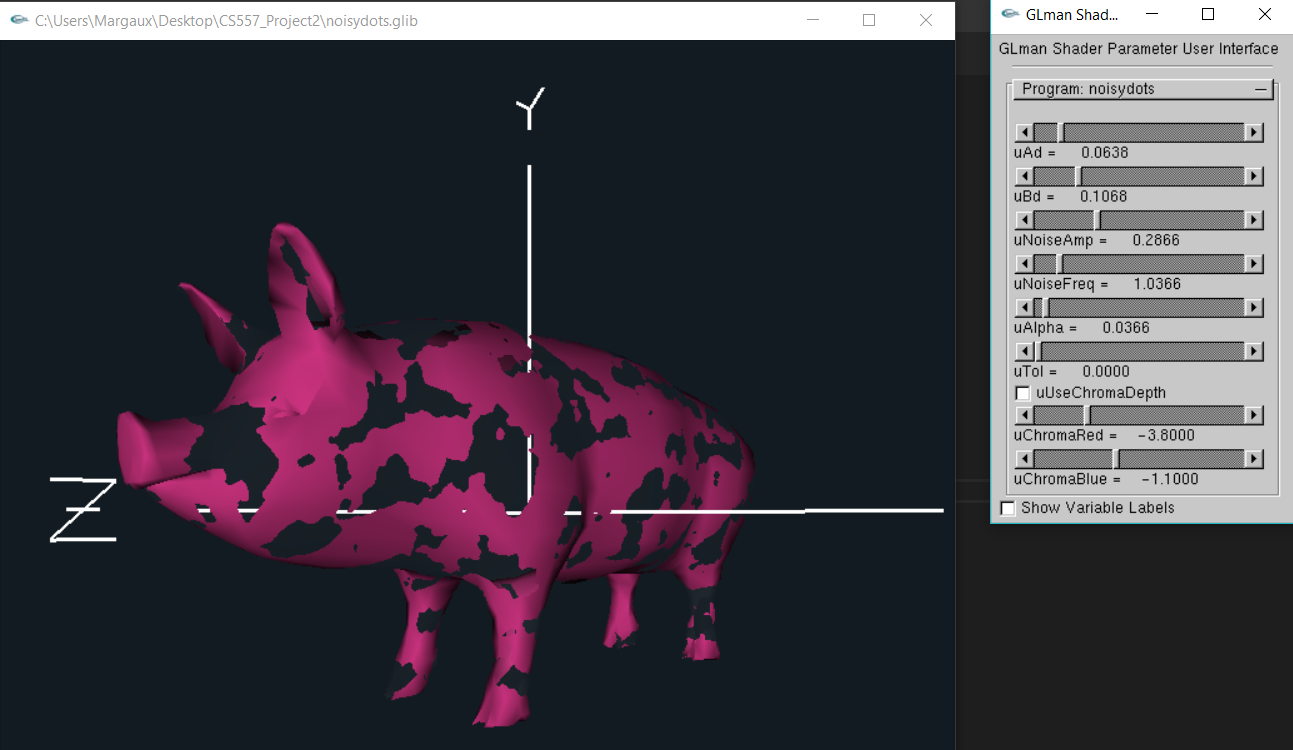 C:\Users\Margaux\Desktop\CS557_Project2\noisydots.glib
Y
Z
GLman Shad...
GLman Shader Parameter User Interface
Program: noisydots
uAd = 0.0638
uBd = 0.1068
uNoiseAmp = 0.2866
uNoiseFreq = 1.0366
uAlpha = 0.0366
uTol = 0.0000
uUseChromaDepth
uChromaRed = -3.8000
uChromaBlue = -1.1000
Show Variable Labels